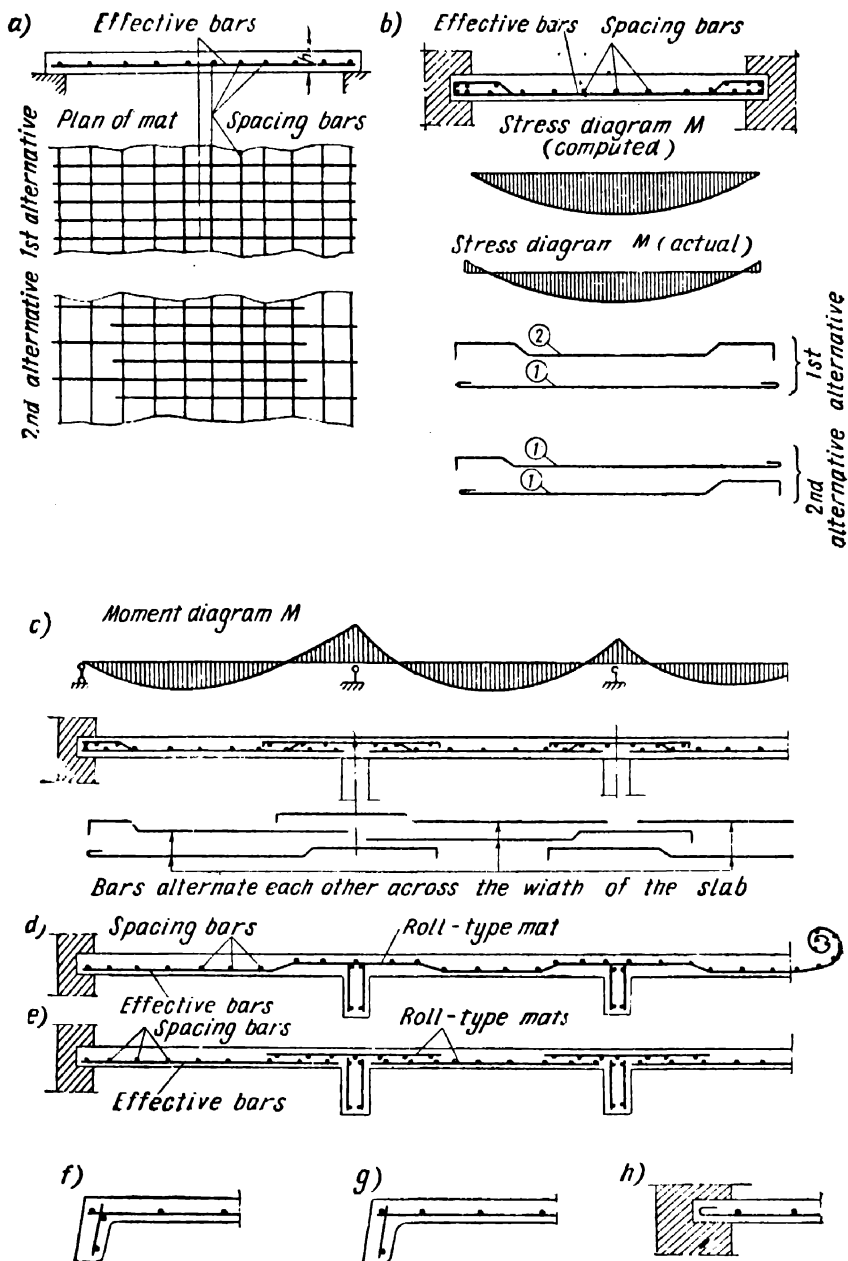 a)
Effective bars
h
Plan of mat
Spacing bars
1st alternative
2nd alternative
b)
Effective bars
Spacing bars
Stress diagram M
(computed)
Stress diagram M (actual)
2
1
1st alternative
1
1
2nd alternative
c)
Moment diagram M
Bars alternate each other across the width of the slab
d)
Spacing bars
Roll-type mat
Effective bars
e)
Spacing bars
Roll-type mats
Effective bars
f)
g)
h)